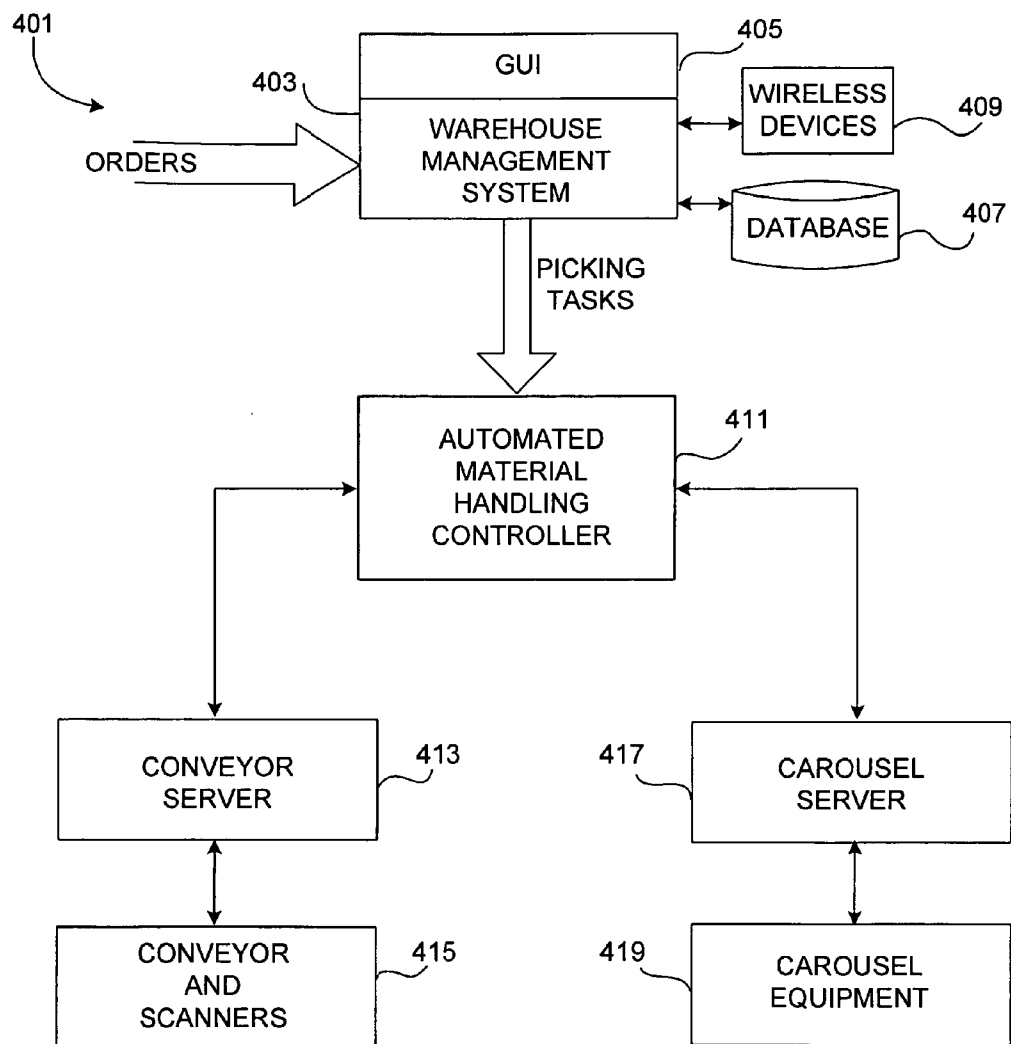 401
GUI
405
403
WAREHOUSE
MANAGEMENT
SYSTEM
WIRELESS
DEVICES
409
ORDERS
DATABASE
407
PICKING
TASKS
AUTOMATED
MATERIAL
HANDLING
CONTROLLER
411
CONVEYOR
SERVER
413
417
CAROUSEL
SERVER
CONVEYOR
AND
SCANNERS
415
419
CAROUSEL
EQUIPMENT